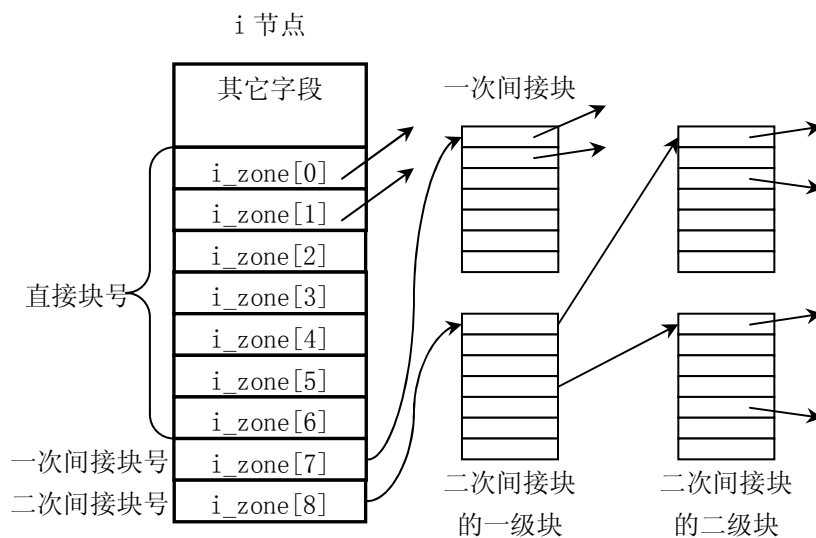 i 节点
其它字段
一次间接块
i_zone[0]
i_zone[1]
i_zone[2]
直接块号
i_zone[3]
i_zone[4]
i_zone[5]
i_zone[6]
一次间接块号
i_zone[7]
二次间接块号
i_zone[8]
二次间接块
的一级块
二次间接块
的二级块